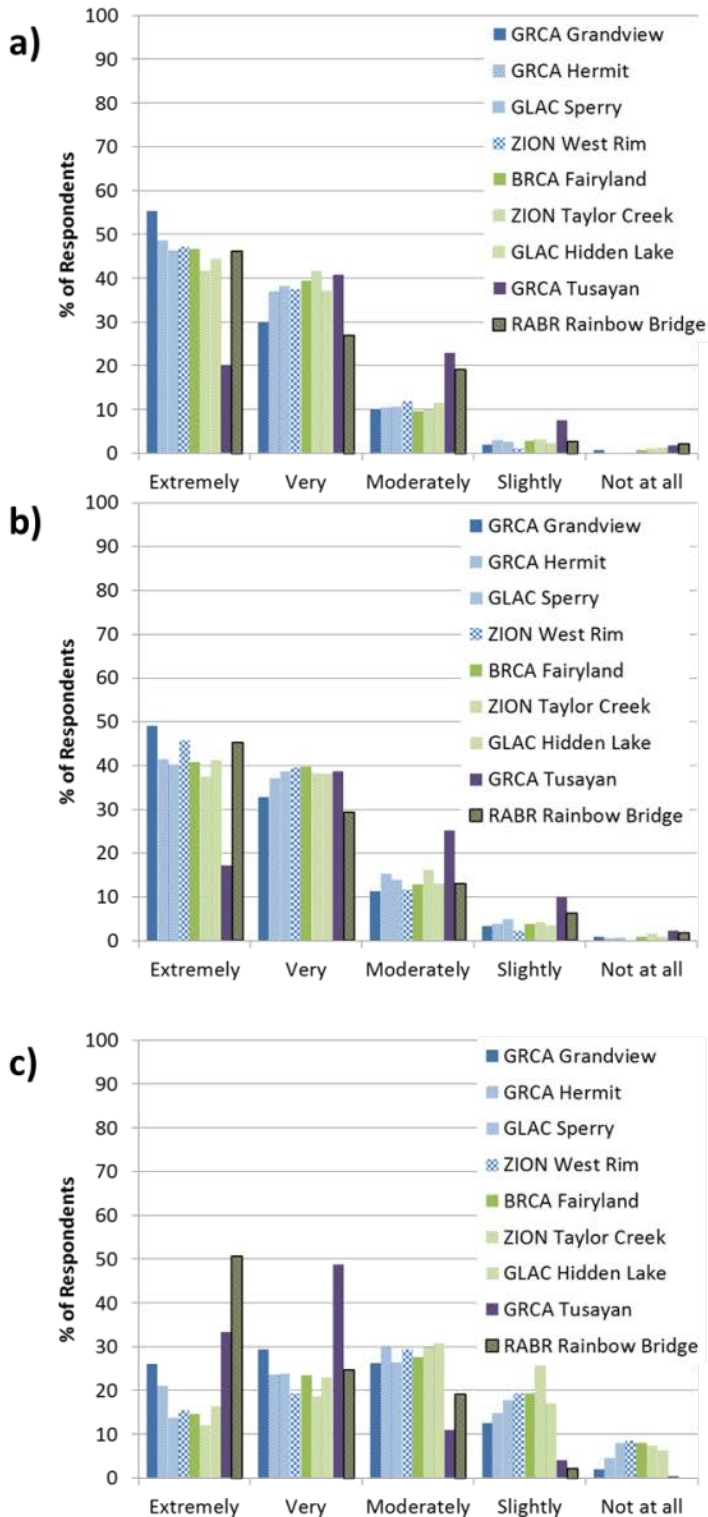 a)
% of Respondents
100
90
80
70
60
50
40
30
20
10
0
GRCA Grandview
GRCA Hermit
GLAC Sperry
ZION West Rim
BRCA Fairyland
ZION Taylor Creek
GLAC Hidden Lake
GRCA Tusayan
RABR Rainbow Bridge
Extremely Very Moderately Slightly Not at all
b)
% of Respondents
100
90
80
70
60
50
40
30
20
10
0
GRCA Grandview
GRCA Hermit
GLAC Sperry
ZION West Rim
BRCA Fairyland
ZION Taylor Creek
GLAC Hidden Lake
GRCA Tusayan
RABR Rainbow Bridge
Extremely Very Moderately Slightly Not at all
c)
% of Respondents
100
90
80
70
60
50
40
30
20
10
0
GRCA Grandview
GRCA Hermit
GLAC Sperry
ZION West Rim
BRCA Fairyland
ZION Taylor Creek
GLAC Hidden Lake
GRCA Tusayan
RABR Rainbow Bridge
Extremely Very Moderately Slightly Not at all